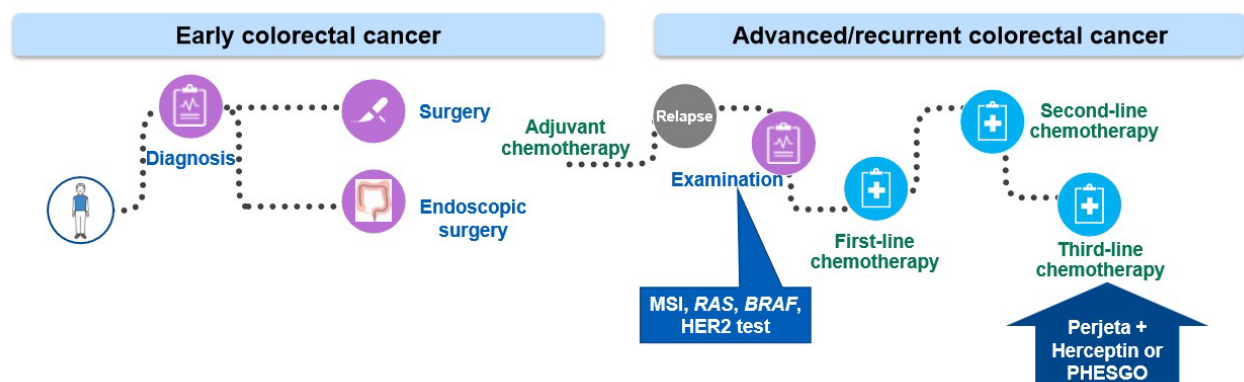 Early colorectal cancer
Advanced/recurrent colorectal cancer
Diagnosis
Surgery
Endoscopic
surgery
Adjuvant
chemotherapy
Relapse
Examination
MSI, RAS, BRAF,
HER2 test
First-line
chemotherapy
Second-line
chemotherapy
Third-line
chemotherapy
Perjeta +
Herceptin or
PHESGO